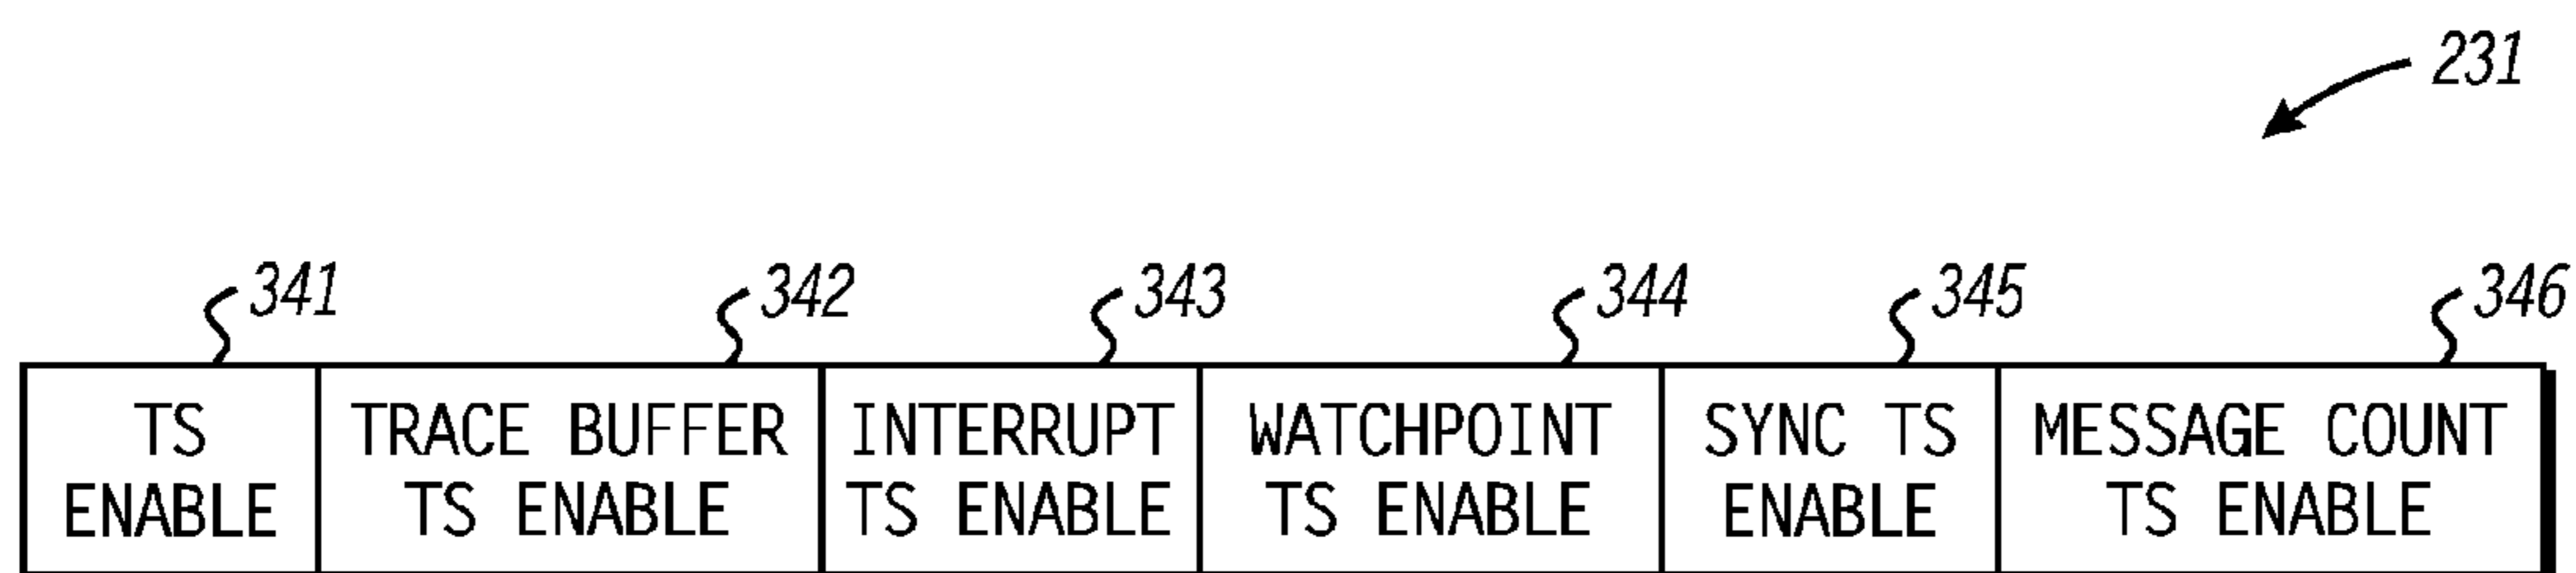 231
341 342 343 344 345 346
TS ENABLE
TRACE BUFFER TS ENABLE
INTERRUPT TS ENABLE
WATCHPOINT TS ENABLE
SYNC TS ENABLE
MESSAGE COUNT TS ENABLE